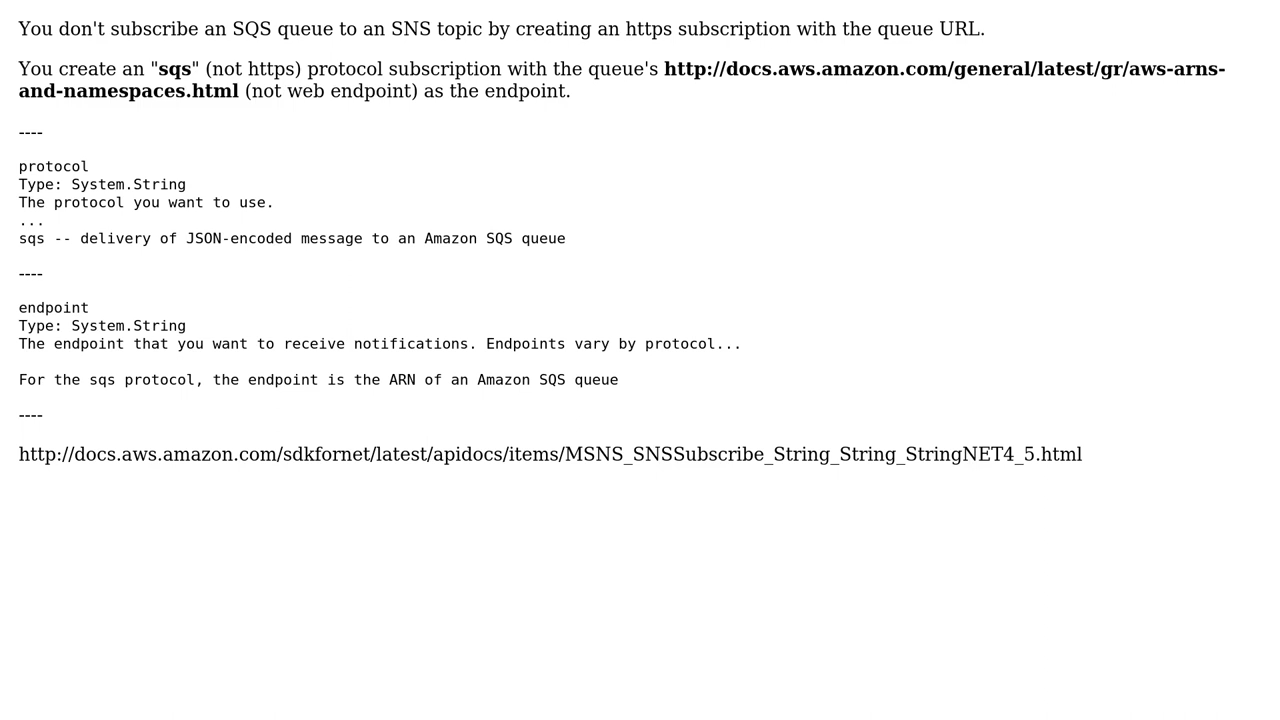 You don't subscribe an SQS queue to an SNS topic by creating an https subscription with the queue URL.
You create an "sqs" (not https) protocol subscription with the queue's http://docs.aws.amazon.com/general/latest/gr/aws-arns-
and-namespaces.html (not web endpoint) as the endpoint.
----
protocol
Type: System.String
The protocol you want to use.
...
sqs -- delivery of JSON-encoded message to an Amazon SQS queue
----
endpoint
Type: System.String
The endpoint that you want to receive notifications. Endpoints vary by protocol...
For the sqs protocol, the endpoint is the ARN of an Amazon SQS queue
----
http://docs.aws.amazon.com/sdkfornet/latest/apidocs/items/MSNS_SNSSubscribe_String_String_StringNET4_5.html